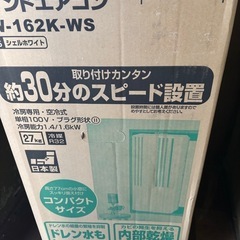 ンドエアコン
N-162K-WS
シェルホワイト
取り付けカンタン
約30分のスピード設置
冷房専用・空冷式
単相100V・プラグ形状
冷房能力1.4/1.6kW
27kg
冷媒
R32
日本製
コンパクト
サイズ
ドレン水も
内部乾燥